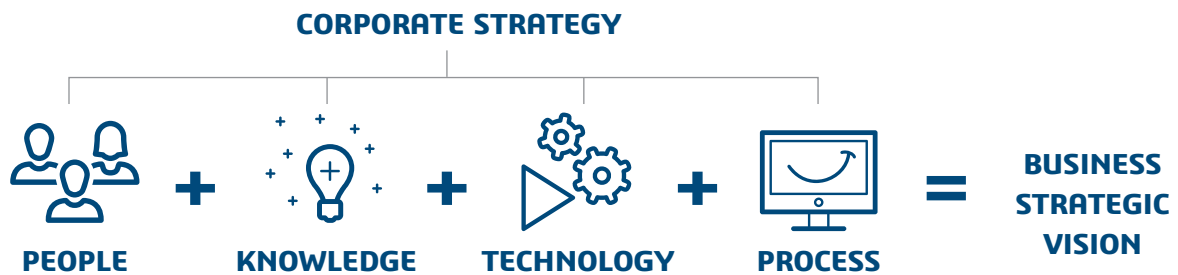 CORPORATE STRATEGY
PEOPLE
KNOWLEDGE
TECHNOLOGY
PROCESS
BUSINESS
STRATEGIC
VISION